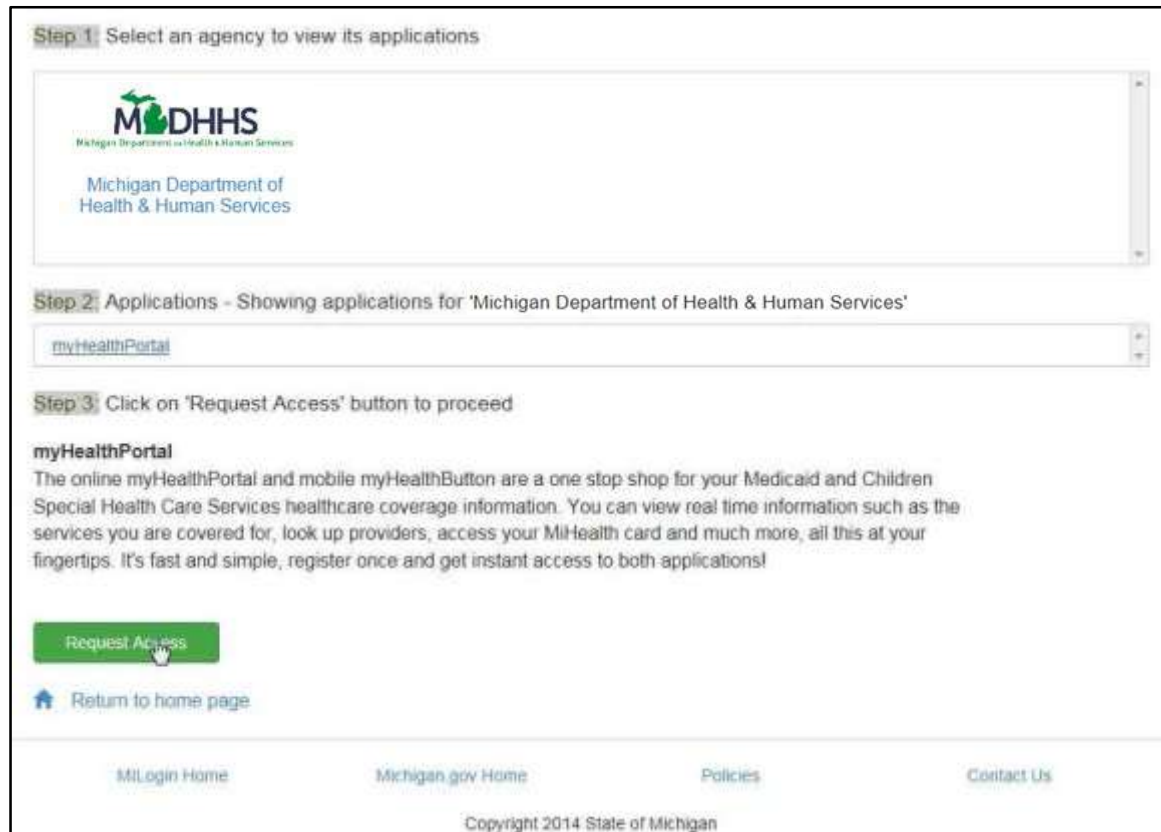 Step 1: Select an agency to view its applications
MDHHS
Michigan Department of Health & Human Services
Michigan Department of
Health & Human Services
Step 2: Applications - Showing applications for 'Michigan Department of Health & Human Services'
myHealthPortal
Step 3: Click on 'Request Access' button to proceed
myHealthPortal
The online myHealthPortal and mobile myHealthButton are a one stop shop for your Medicaid and Children
Special Health Care Services healthcare coverage information. You can view real time information such as the
services you are covered for, look up providers, access your MiHealth card and much more, all this at your
fingertips. It's fast and simple, register once and get instant access to both applications!
Request Access
Return to home page
MILogin Home
Michigan.gov Home
Policies
Contact Us
Copyright 2014 State of Michigan